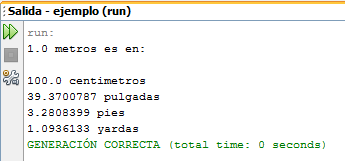 Salida - ejemplo (run)
run:
1.0 metros es en:
100.0 centimetros
39.3700787 pulgadas
3.2808399 pies
1.0936133 yardas
GENERACIÓN CORRECTA (total time: 0 seconds)